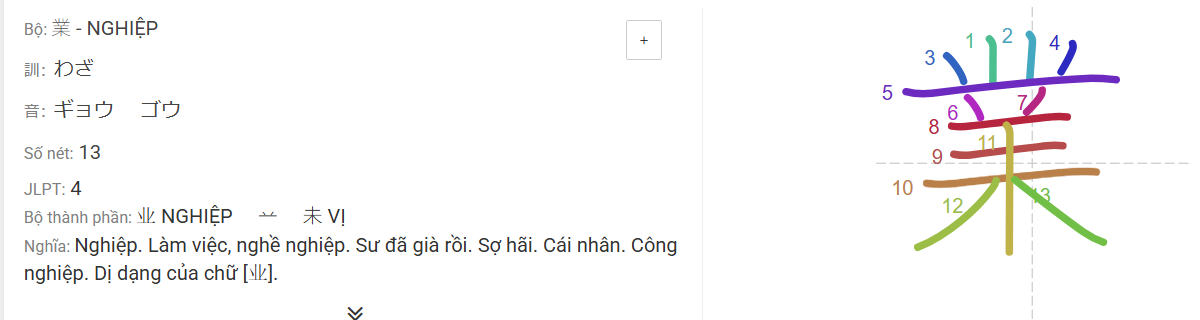 Bộ: 業 - NGHIỆP
+
訓: わざ
音: ギョウ ゴウ
Số nét: 13
JLPT: 4
Bộ thành phần: 业 NGHIỆP 䒑 未 VỊ
Nghĩa: Nghiệp. Làm việc, nghề nghiệp. Sư đã già rồi. Sợ hãi. Cái nhân. Công
nghiệp. Dị dạng của chữ [业].
業
1 2 3 4 5 6 7 8 9 10 11 12 13